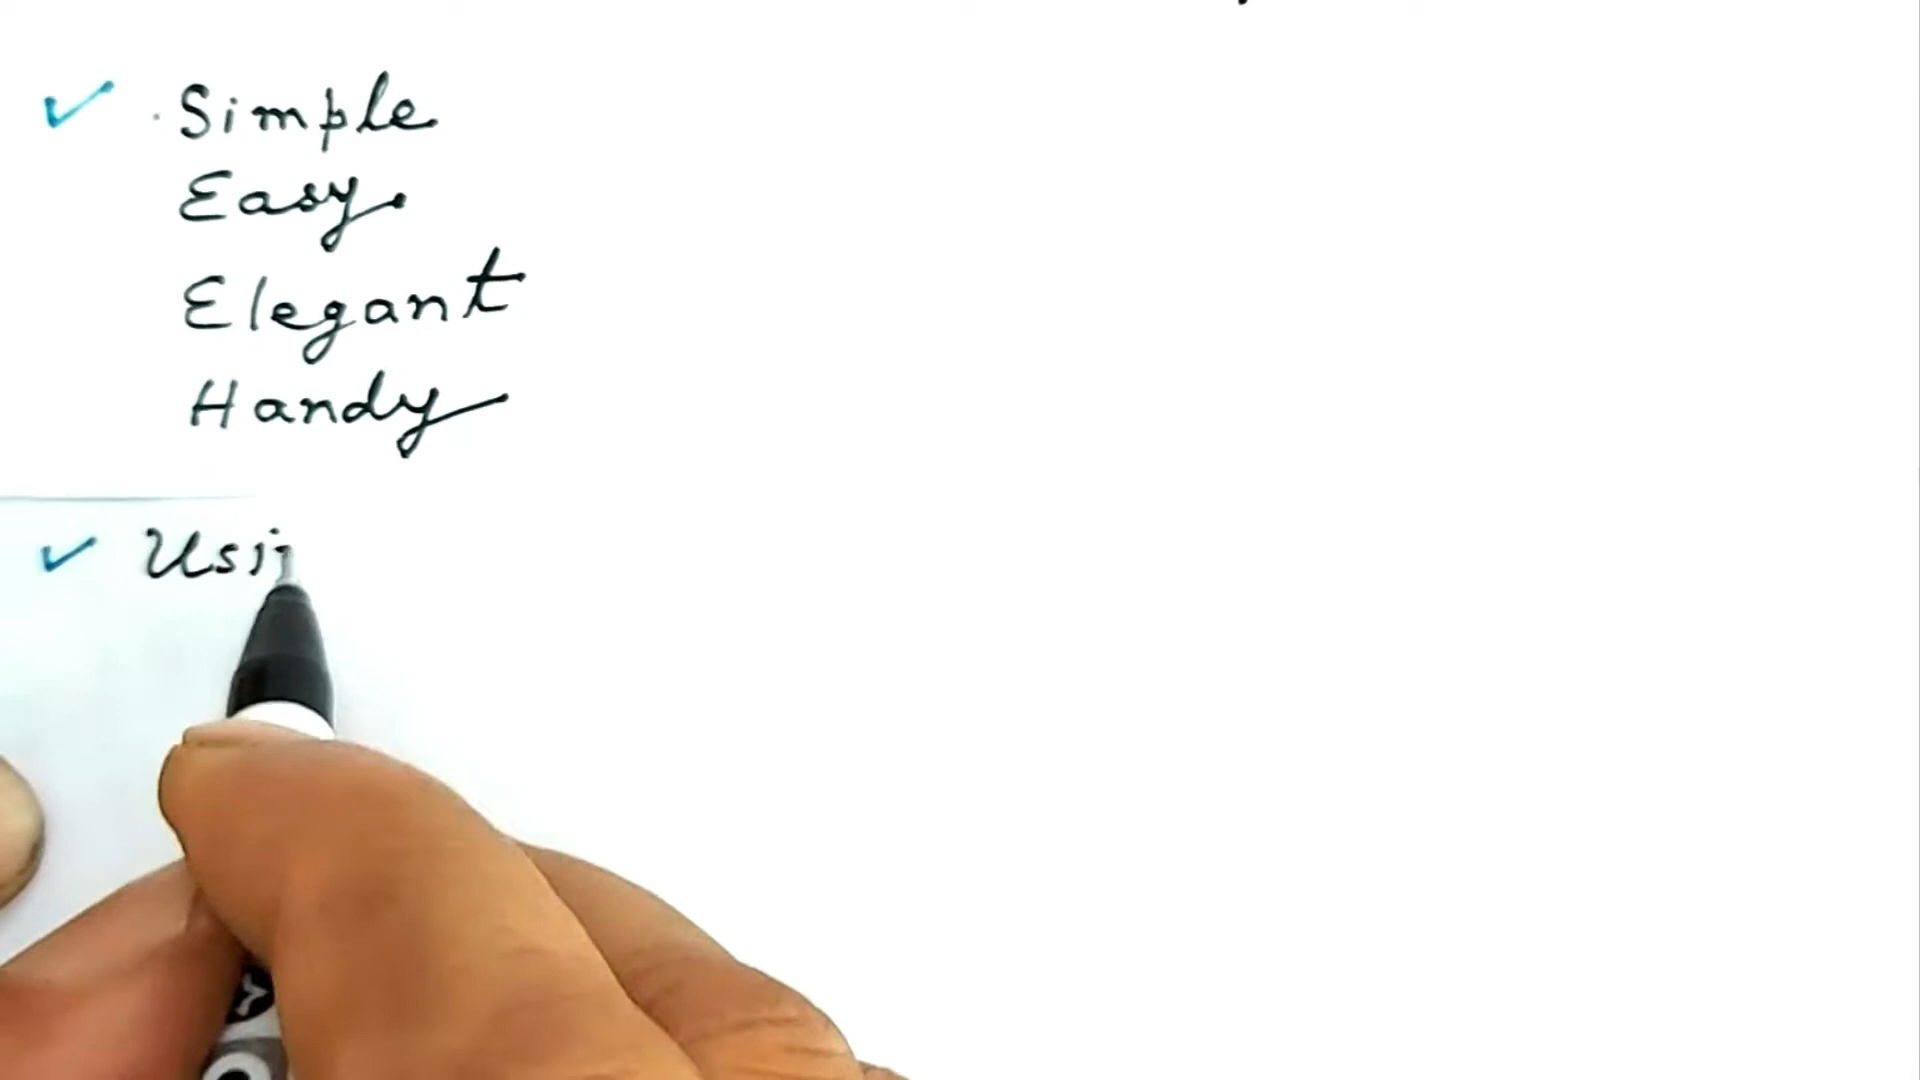 ✓ Simple
Easy
Elegant
Handy
✓ Usi